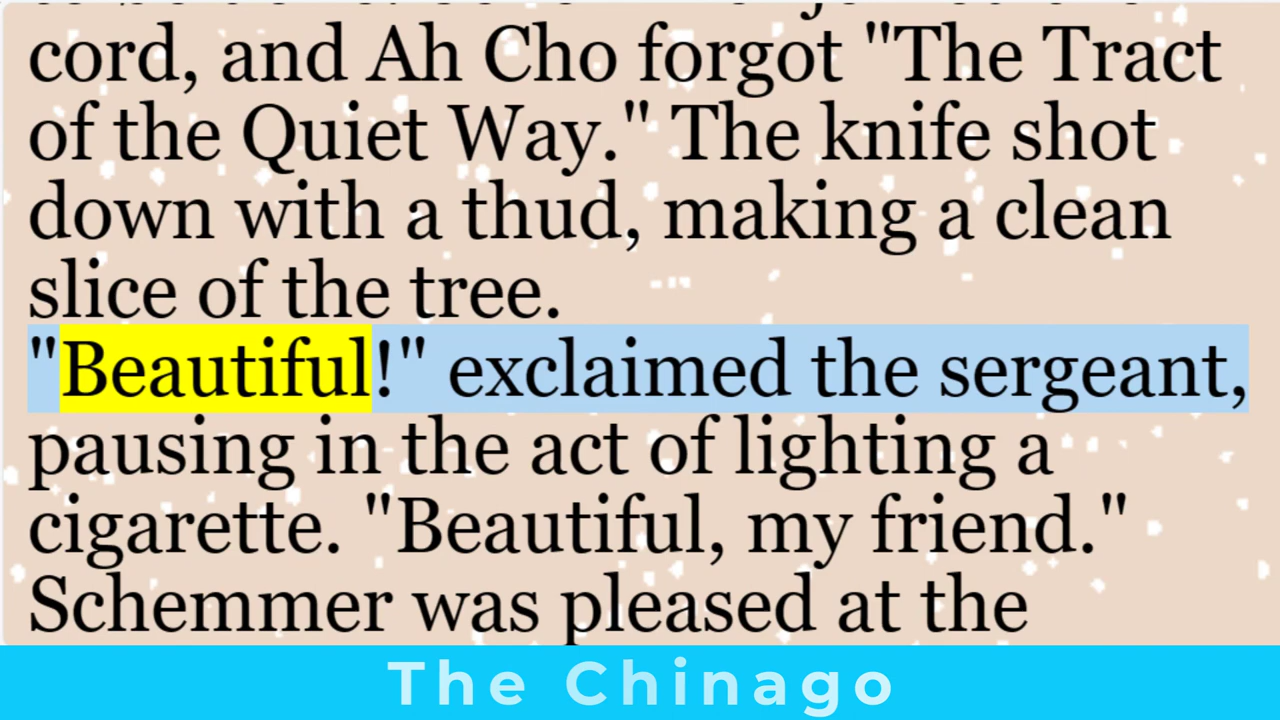 cord, and Ah Cho forgot "The Tract
of the Quiet Way." The knife shot
down with a thud, making a clean
slice of the tree.
"Beautiful!" exclaimed the sergeant,
pausing in the act of lighting a
cigarette. "Beautiful, my friend."
Schemmer was pleased at the
The Chinago